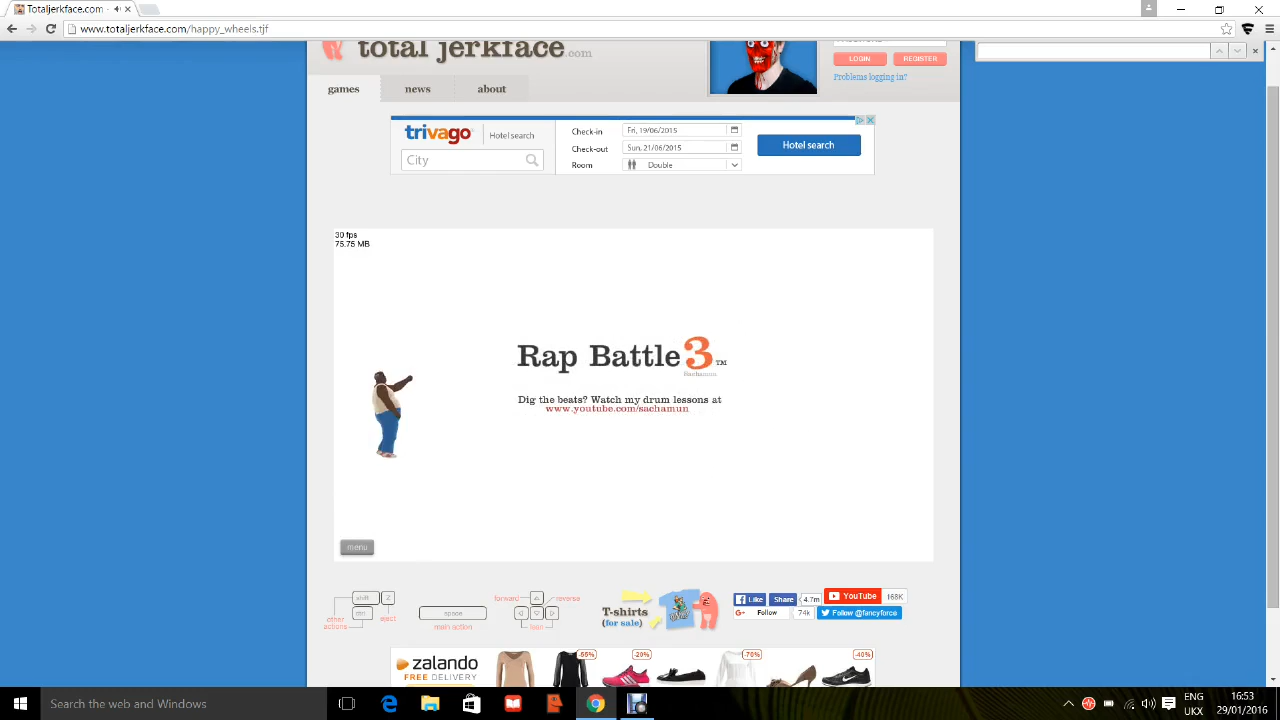 Totaljerkface.com -
www.totaljerkface.com/happy_wheels.tjf
total jerkface.com
LOGIN
REGISTER
Problems logging in?
games
news
about
trivago
Hotel search
City
Check-in
Fri, 19/06/2015
Check-out
Sun, 21/06/2015
Room
Double
Hotel search
30 fps
75.75 MB
Rap Battle 3 TM
Sachamun
Dig the beats? Watch my drum lessons at
www.youtube.com/sachamun
menu
shift
Z
ctrl
other actions
eject
space
main action
forward
reverse
lean
T-shirts
(for sale)
Like
Share
4.7m
YouTube
168K
G+
Follow
74k
Follow @fancyforce
zalando
FREE DELIVERY
-55%
-20%
-70%
-40%
Search the web and Windows
ENG
UKX
16:53
29/01/2016